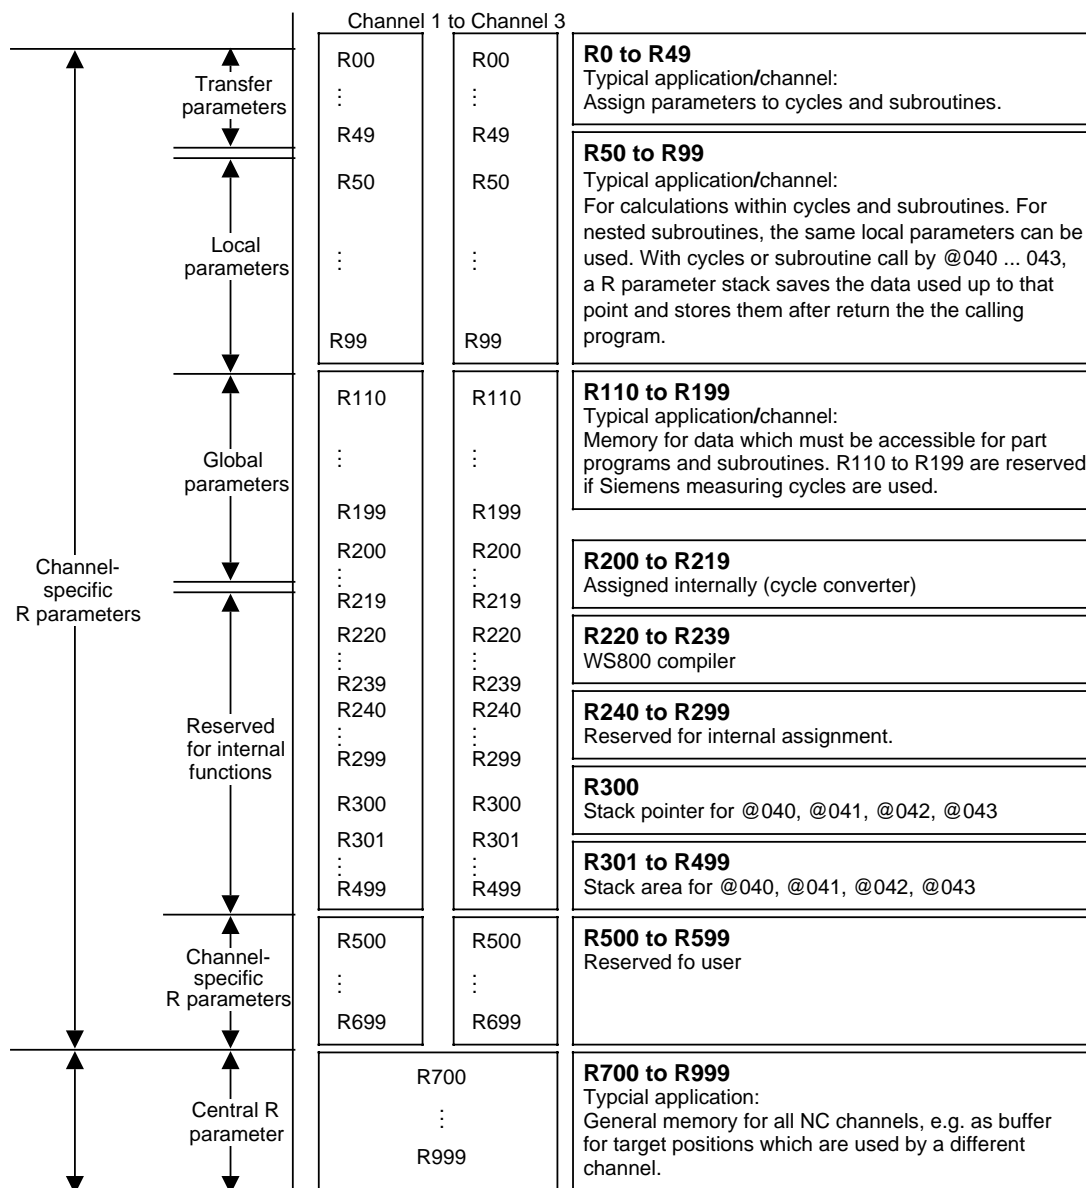 Channel 1 to Channel 3
Transfer
parameters
R00
⋮
R49
R00
⋮
R49
R0 to R49
Typical application/channel:
Assign parameters to cycles and subroutines.
Local
parameters
R50
⋮
R99
R50
⋮
R99
R50 to R99
Typical application/channel:
For calculations within cycles and subroutines. For
nested subroutines, the same local parameters can be
used. With cycles or subroutine call by @040 ... 043,
a R parameter stack saves the data used up to that
point and stores them after return the the calling
program.
Global
parameters
R110
⋮
R199
R110
⋮
R199
R110 to R199
Typical application/channel:
Memory for data which must be accessible for part
programs and subroutines. R110 to R199 are reserved
if Siemens measuring cycles are used.
Channel-
specific
R parameters
R200
⋮
R219
R200
⋮
R219
R200 to R219
Assigned internally (cycle converter)
Reserved
for internal
functions
R220
⋮
R239
R220
⋮
R239
R220 to R239
WS800 compiler
R240
⋮
R299
R240
⋮
R299
R240 to R299
Reserved for internal assignment.
R300
R300
R300
Stack pointer for @040, @041, @042, @043
R301
⋮
R499
R301
⋮
R499
R301 to R499
Stack area for @040, @041, @042, @043
Channel-
specific
R parameters
R500
⋮
R699
R500
⋮
R699
R500 to R599
Reserved fo user
Central R
parameter
R700
⋮
R999
R700 to R999
Typcial application:
General memory for all NC channels, e.g. as buffer
for target positions which are used by a different
channel.